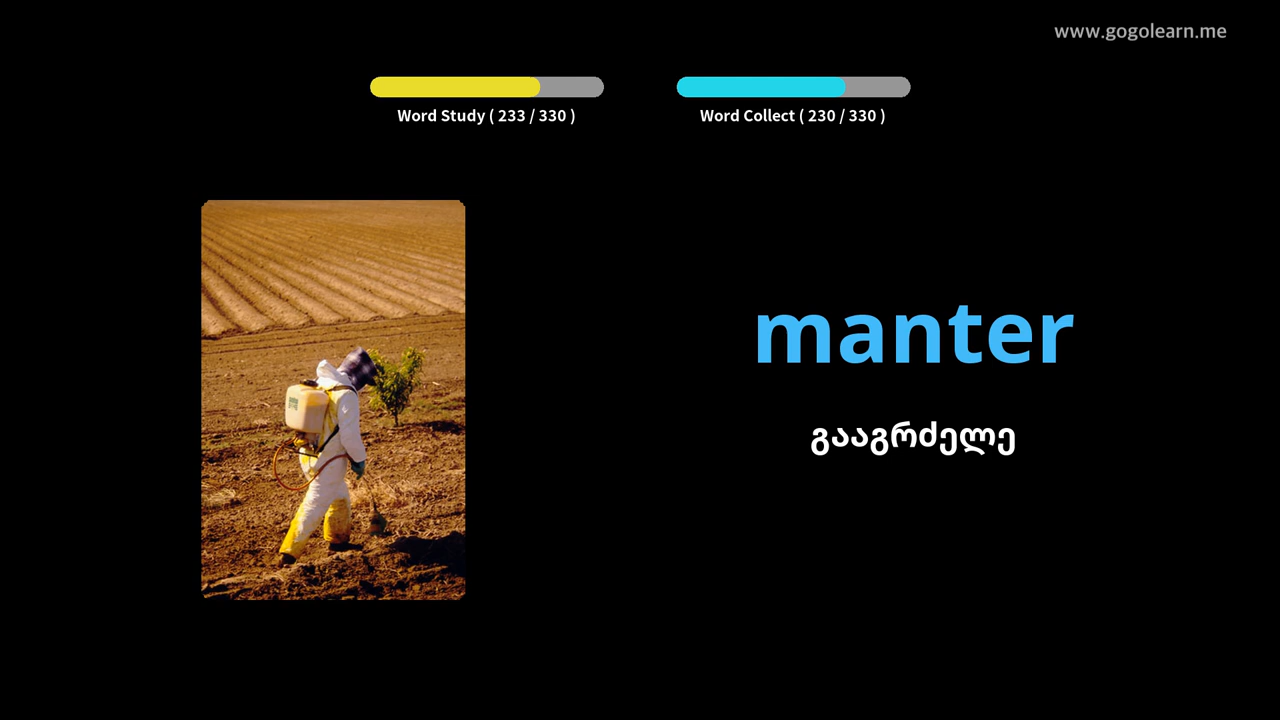 www.gogolearn.me
Word Study ( 233 / 330 )
Word Collect ( 230 / 330 )
manter
გააგრძელე